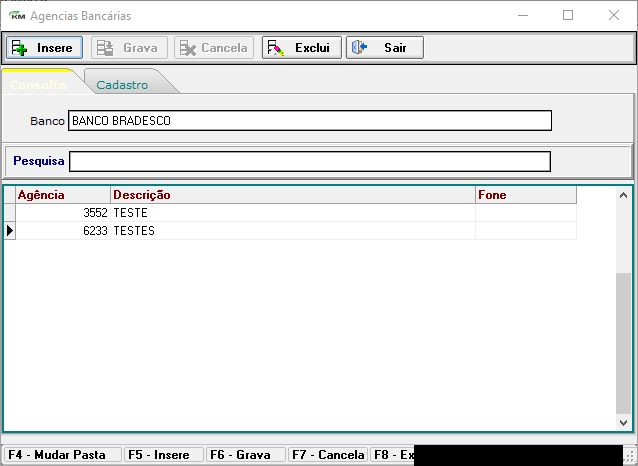 KM Agencias Bancárias
Insere Grava Cancela Exclui Sair
Consulta Cadastro
Banco BANCO BRADESCO
Pesquisa
Agência Descrição Fone
3552 TESTE
6233 TESTES
F4 - Mudar Pasta F5 - Insere F6 - Grava F7 - Cancela F8 - Ex